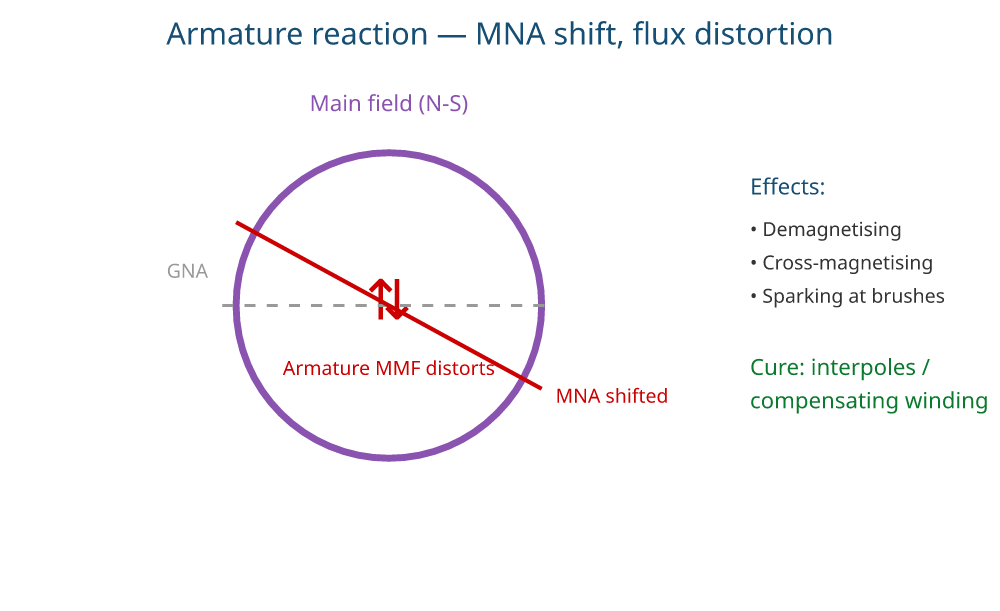 Armature reaction — MNA shift, flux distortion
Main field (N-S)
Effects:
• Demagnetising
• Cross-magnetising
• Sparking at brushes
GNA
⇅
Armature MMF distorts
MNA shifted
Cure: interpoles /
compensating winding